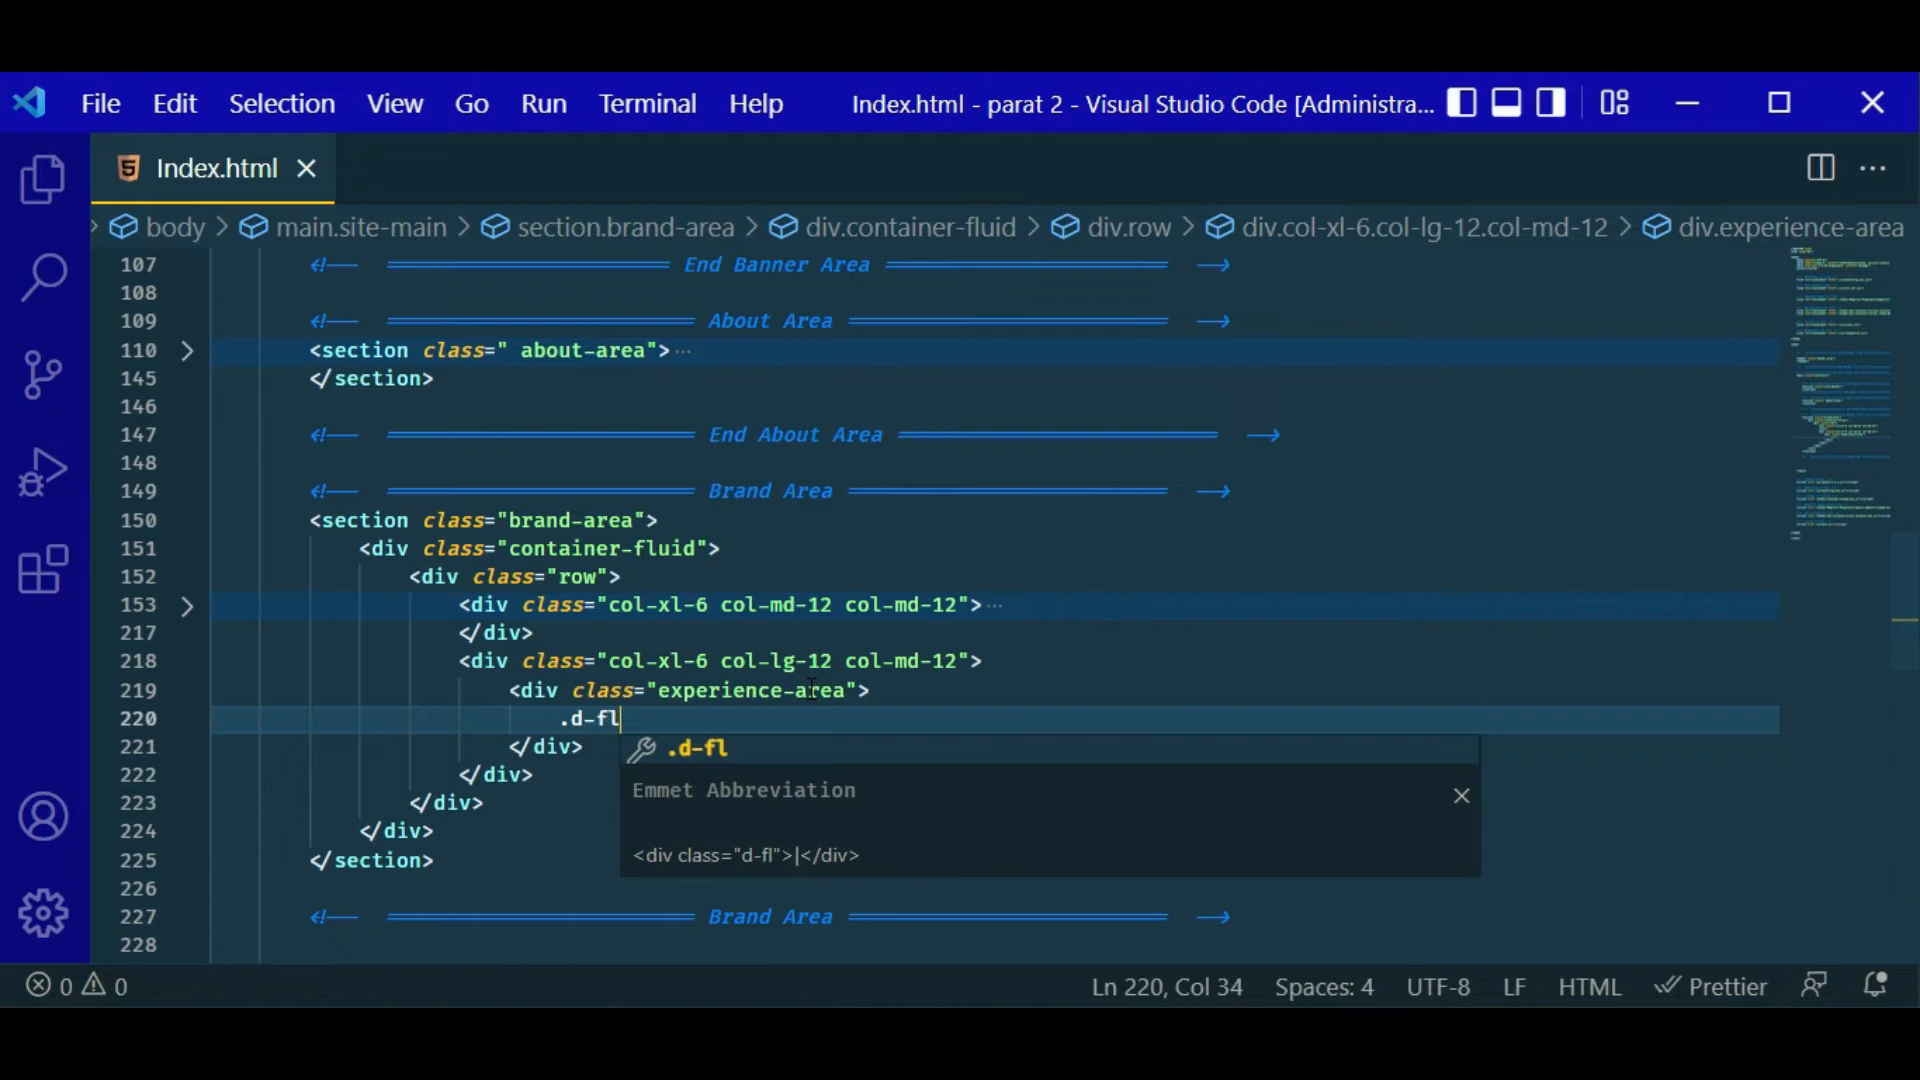 File Edit Selection View Go Run Terminal Help Index.html - parat 2 - Visual Studio Code [Administra...
Index.html
body > main.site-main > section.brand-area > div.container-fluid > div.row > div.col-xl-6.col-lg-12.col-md-12 > div.experience-area
107 <!-- ======================= End Banner Area ======================= -->
108
109 <!-- ========================= About Area ========================== -->
110 <section class=" about-area">...
145 </section>
146
147 <!-- ========================= End About Area ========================== -->
148
149 <!-- ========================= Brand Area ========================== -->
150 <section class="brand-area">
151 <div class="container-fluid">
152 <div class="row">
153 <div class="col-xl-6 col-md-12 col-md-12">...
217 </div>
218 <div class="col-xl-6 col-lg-12 col-md-12">
219 <div class="experience-area">
220 .d-fl
221 </div>
.d-fl
222 </div>
Emmet Abbreviation
223 </div>
224 </div>
<div class="d-fl">|</div>
225 </section>
226
227 <!-- ========================= Brand Area ========================== -->
228
0 0 Ln 220, Col 34 Spaces: 4 UTF-8 LF HTML Prettier